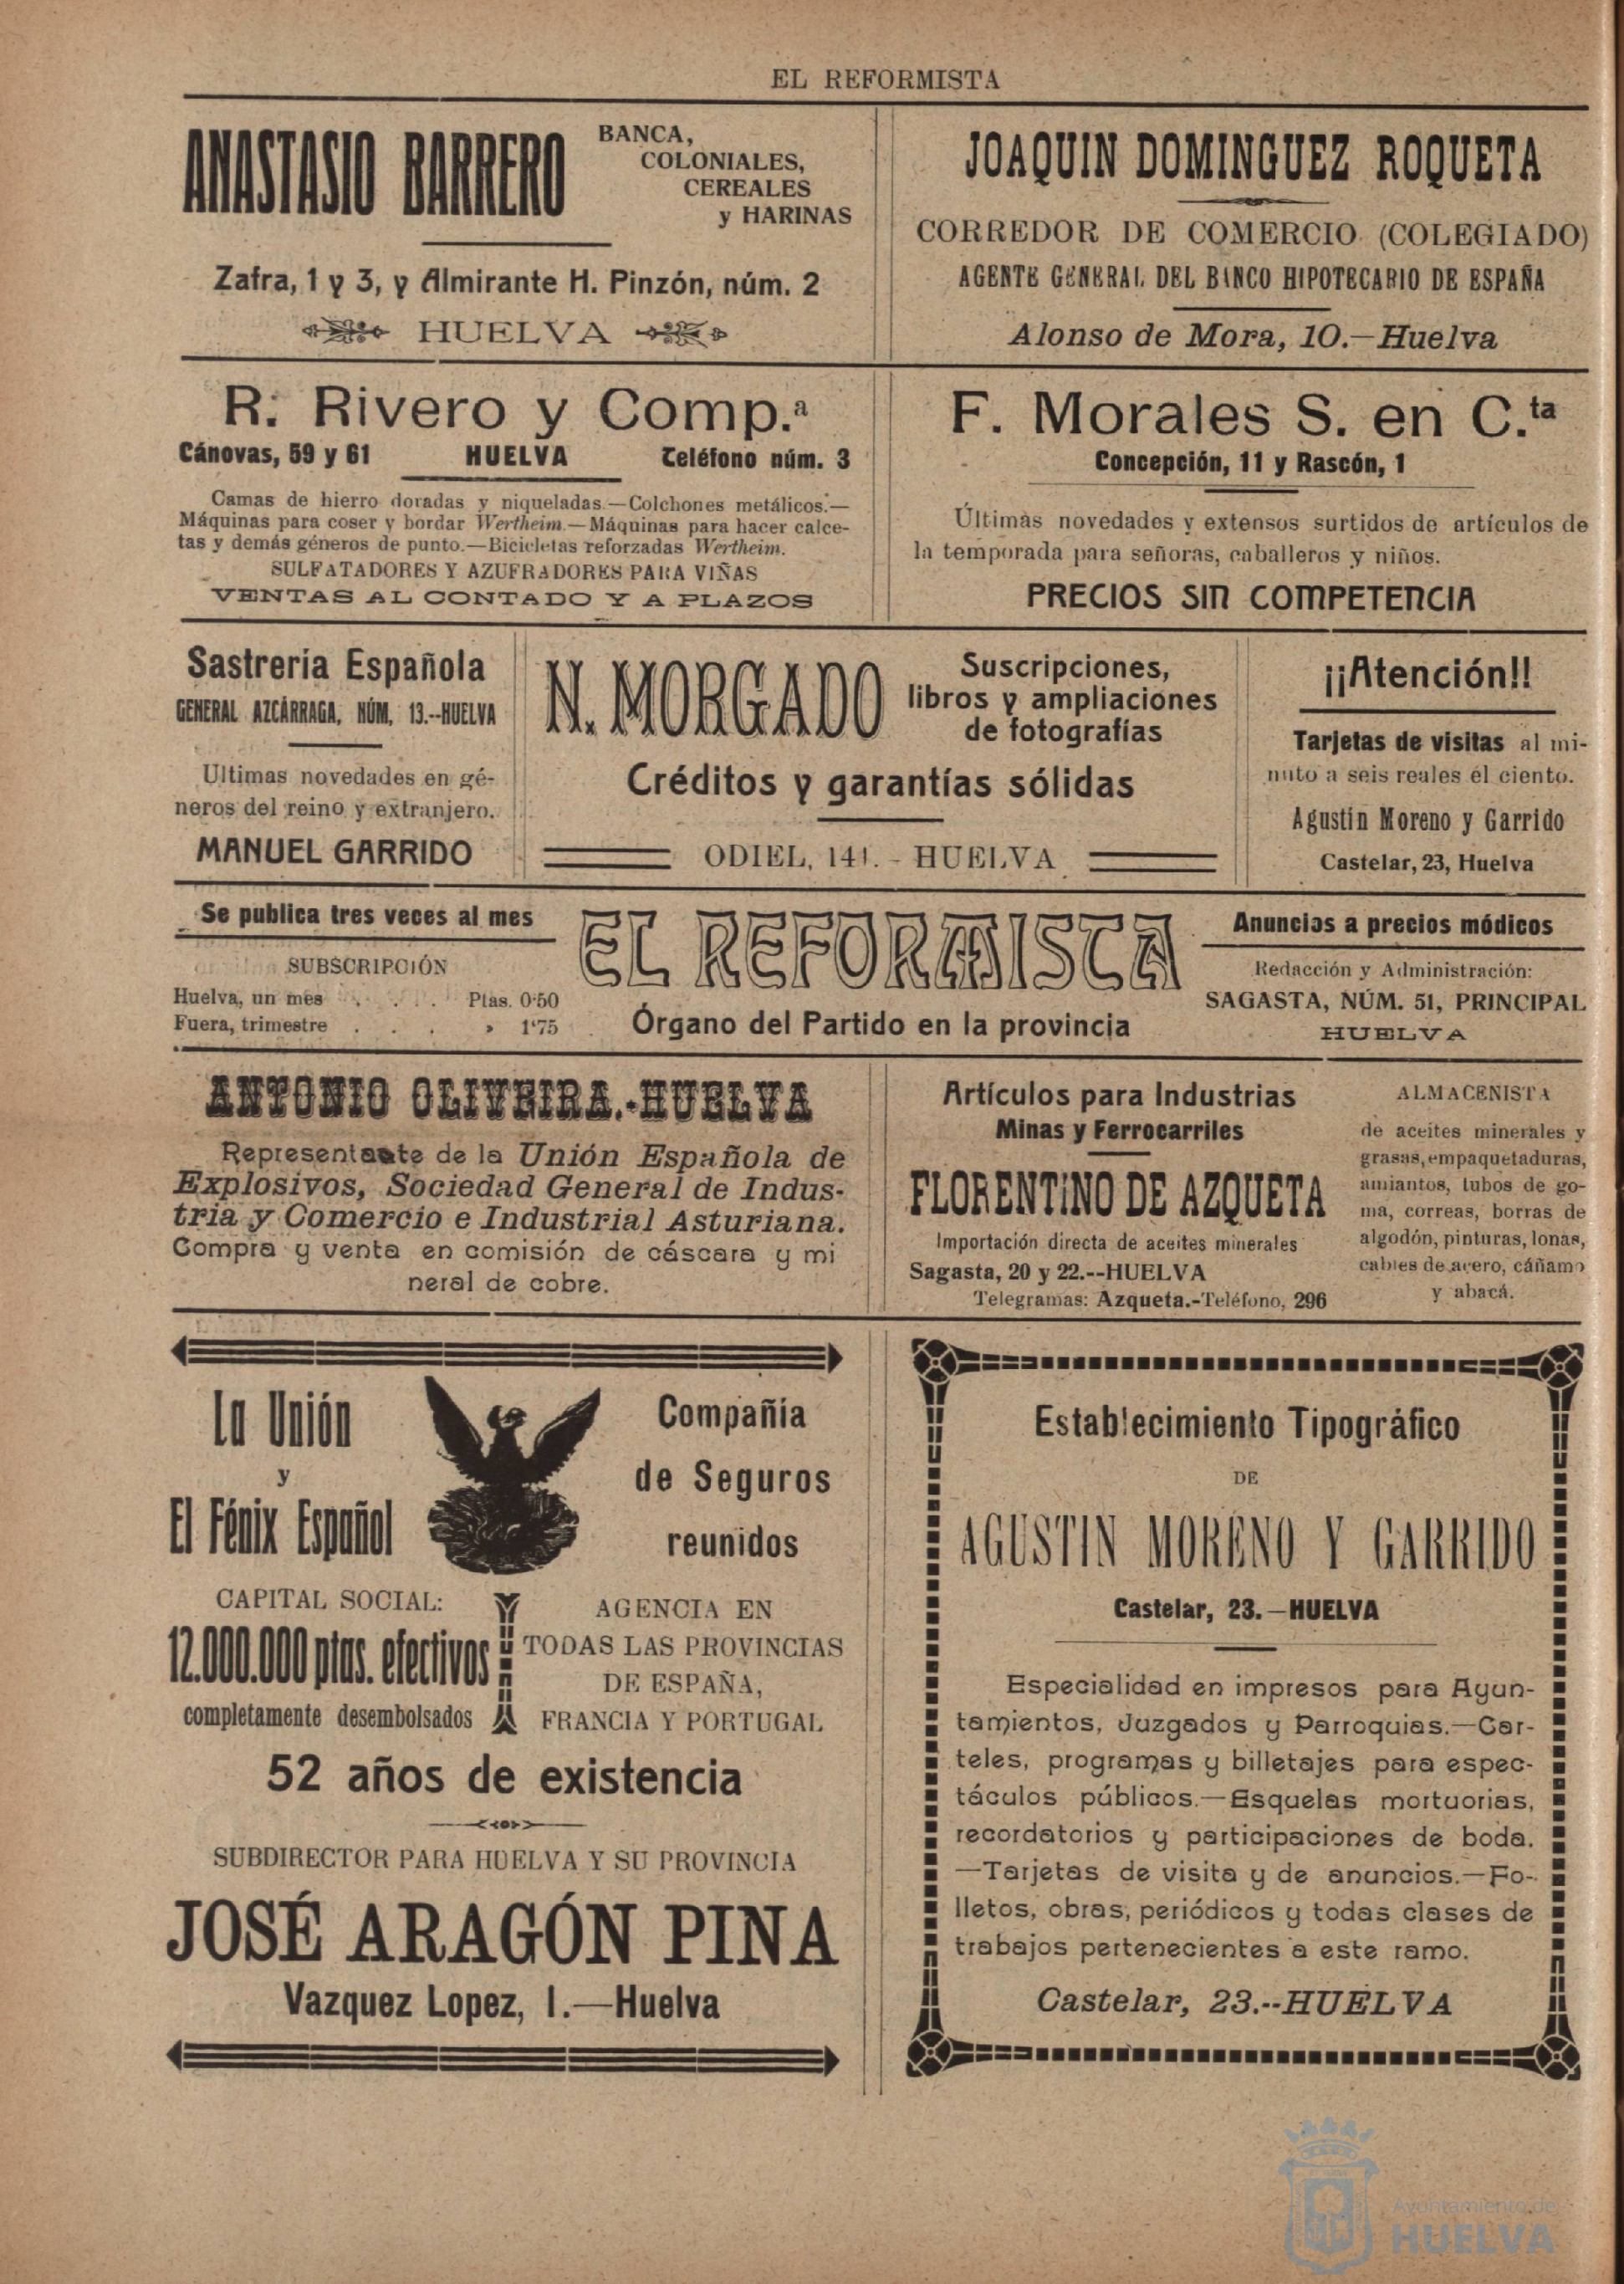 EL REFORMISTA
ANASTASIO BARRERO
BANCA,
COLONIALES,
CEREALES
y HARINAS
Zafra, 1 y 3, y Almirante H. Pinzón, núm. 2
HUELVA
JOAQUIN DOMINGUEZ ROQUETA
CORREDOR DE COMERCIO (COLEGIADO)
AGENTE GENERAL DEL BANCO HIPOTECARIO DE ESPAÑA
Alonso de Mora, 10.—Huelva
R. Rivero y Comp.ª
Cánovas, 59 y 61 HUELVA Teléfono núm. 3
Camas de hierro doradas y niqueladas.—Colchones metálicos.—
Máquinas para coser y bordar Wertheim.—Máquinas para hacer calce-
tas y demás géneros de punto.—Bicicletas reforzadas Wertheim.
SULFATADORES Y AZUFRADORES PARA VIÑAS
VENTAS AL CONTADO Y A PLAZOS
F. Morales S. en C.ta
Concepción, 11 y Rascón, 1
Últimas novedades y extensos surtidos de artículos de
la temporada para señoras, caballeros y niños.
PRECIOS SIN COMPETENCIA
Sastrería Española
GENERAL AZCÁRRAGA, NÚM. 13.--HUELVA
Ultimas novedades en gé-
neros del reino y extranjero.
MANUEL GARRIDO
N. MORGADO
Suscripciones,
libros y ampliaciones
de fotografías
Créditos y garantías sólidas
ODIEL, 141. - HUELVA
¡¡Atención!!
Tarjetas de visitas al mi-
nuto a seis reales el ciento.
Agustín Moreno y Garrido
Castelar, 23, Huelva
Se publica tres veces al mes
SUBSCRIPCIÓN
Huelva, un mes . . . Ptas. 0'50
Fuera, trimestre . . . » 1'75
EL REFORMISTA
Órgano del Partido en la provincia
Anuncios a precios módicos
Redacción y Administración:
SAGASTA, NÚM. 51, PRINCIPAL
HUELVA
ANTONIO OLIVEIRA.-HUELVA
Representante de la Unión Española de
Explosivos, Sociedad General de Indus-
tria y Comercio e Industrial Asturiana.
Compra y venta en comisión de cáscara y mi
neral de cobre.
Artículos para Industrias
Minas y Ferrocarriles
FLORENTINO DE AZQUETA
Importación directa de aceites minerales
Sagasta, 20 y 22.--HUELVA
Telegramas: Azqueta.-Teléfono, 296
ALMACENISTA
de aceites minerales y
grasas, empaquetaduras,
amiantos, tubos de go-
ma, correas, borras de
algodón, pinturas, lonas,
cables de acero, cáñamo
y abacá.
La Unión
y
El Fénix Español
Compañía
de Seguros
reunidos
CAPITAL SOCIAL:
12.000.000 ptas. efectivos
completamente desembolsados
AGENCIA EN
TODAS LAS PROVINCIAS
DE ESPAÑA,
FRANCIA Y PORTUGAL
52 años de existencia
SUBDIRECTOR PARA HUELVA Y SU PROVINCIA
JOSÉ ARAGÓN PINA
Vazquez Lopez, 1.—Huelva
Establecimiento Tipográfico
DE
AGUSTIN MORENO Y GARRIDO
Castelar, 23.—HUELVA
Especialidad en impresos para Ayun-
tamientos, Juzgados y Parroquias.—Car-
teles, programas y billetajes para espec-
táculos públicos.—Esquelas mortuorias,
recordatorios y participaciones de boda.
—Tarjetas de visita y de anuncios.—Fo-
lletos, obras, periódicos y todas clases de
trabajos pertenecientes a este ramo.
Castelar, 23.--HUELVA
Ayuntamiento de
HUELVA